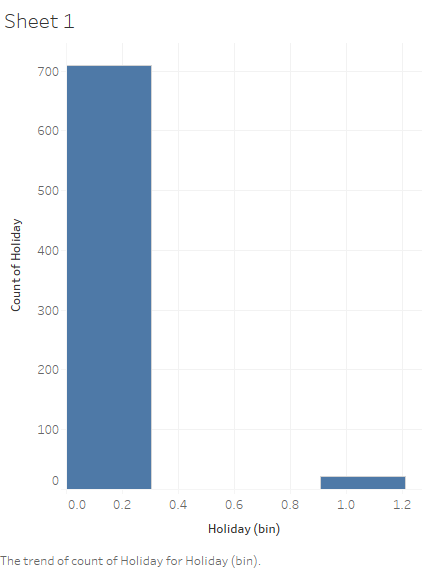 Sheet 1
700
600
500
400
300
200
100
0
Count of Holiday
0.0 0.2 0.4 0.6 0.8 1.0 1.2
Holiday (bin)
The trend of count of Holiday for Holiday (bin).